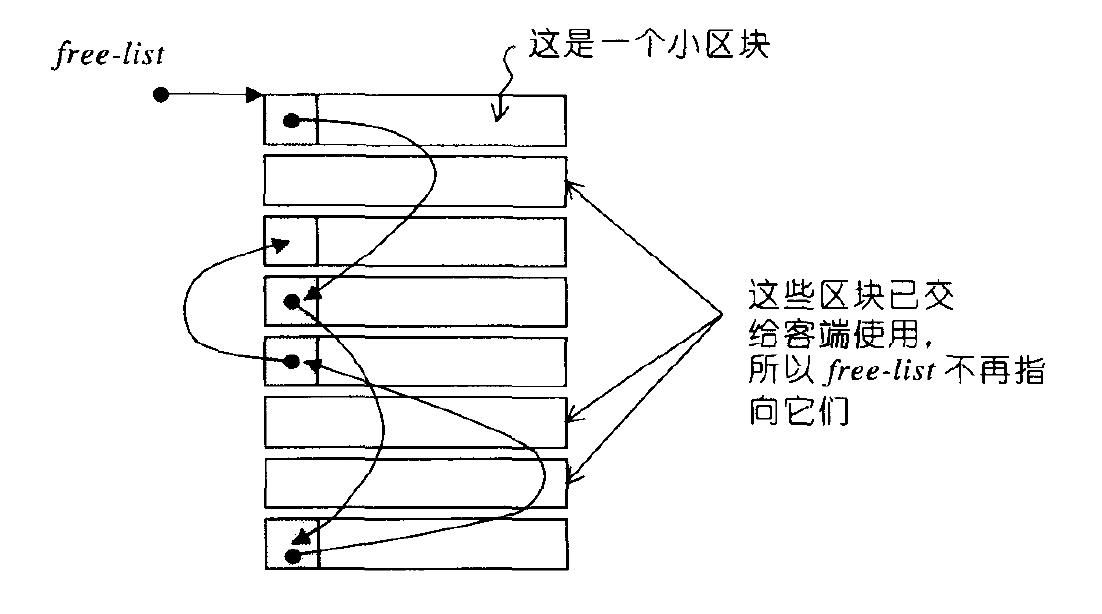 free-list
这是一个小区块
这些区块已交
给客端使用，
所以 free-list 不再指
向它们